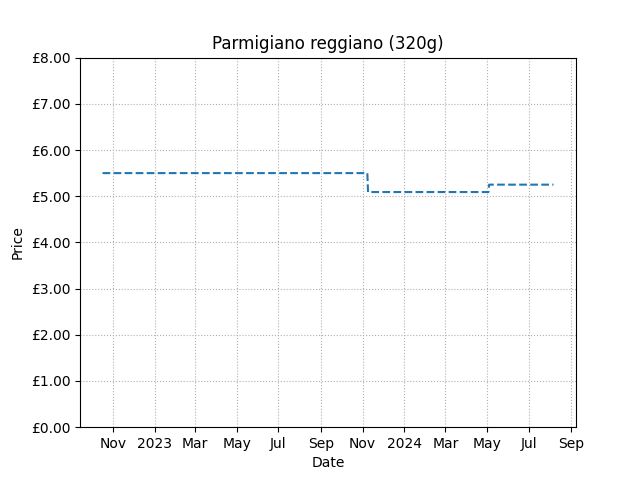 Parmigiano reggiano (320g)
£8.00
£7.00
£6.00
£5.00
£4.00
£3.00
£2.00
£1.00
£0.00
Price
Nov 2023 Mar May Jul Sep Nov 2024 Mar May Jul Sep
Date